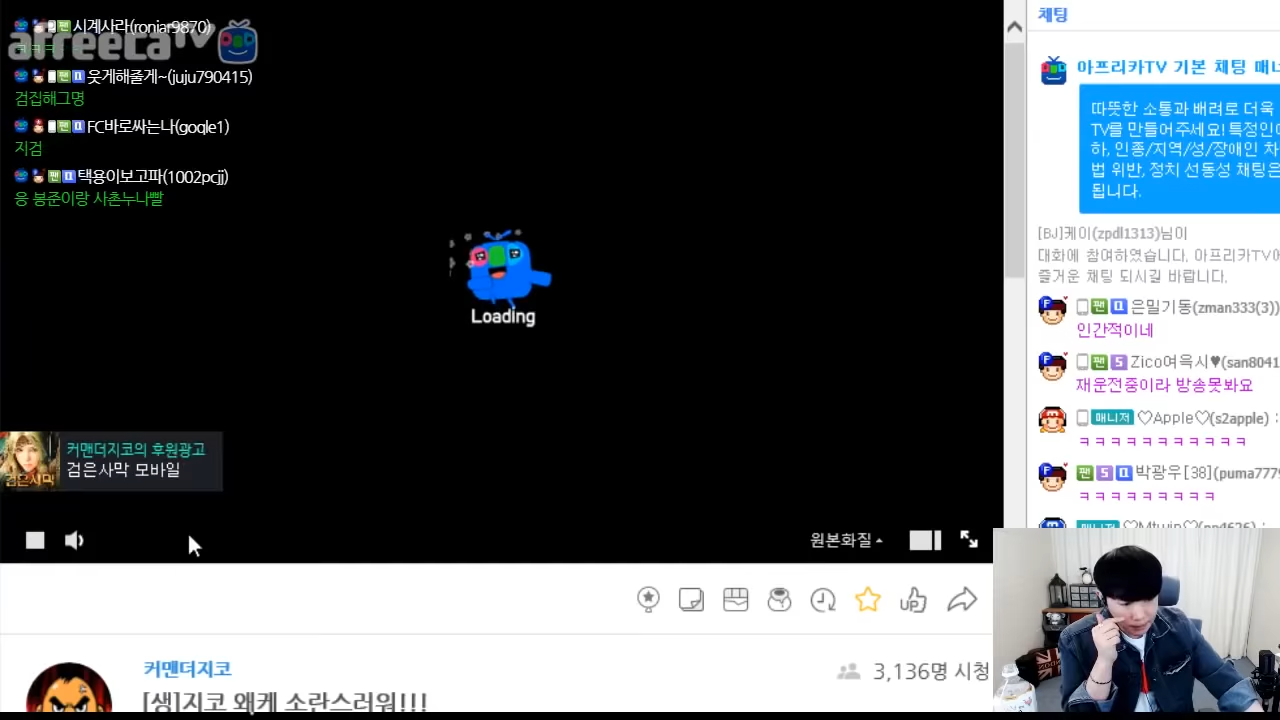 afreecaTV
시계사라(roniar9870)
웃게해줄게~(juju790415)
검집해그명
FC바로싸는나(goqle1)
지검
택용이보고파(1002pcjj)
응 봉준이랑 사촌누나빨
Loading
커맨더지코의 후원광고
검은사막 모바일
검은사막
원본화질
커맨더지코
3,136명 시청
[생]지코 왜케 소란스러워!!!
채팅
아프리카TV 기본 채팅 매너
따뜻한 소통과 배려로 더욱
TV를 만들어주세요! 특정인에
하, 인종/지역/성/장애인 차
법 위반, 정치 선동성 채팅은
됩니다.
[BJ]케이(zpdl1313)님이
대화에 참여하였습니다. 아프리카TV에
즐거운 채팅 되시길 바랍니다.
팬 은밀기동(zman333(3))
인간적이네
팬 S Zico여윽시♥(san8041
재운전중이라 방송못봐요
매니저 ♡Apple♡(s2apple) :
ㅋㅋㅋㅋㅋㅋㅋㅋㅋㅋㅋ
팬 S 박광우[38](puma7779
ㅋㅋㅋㅋㅋㅋㅋㅋㅋ
UP